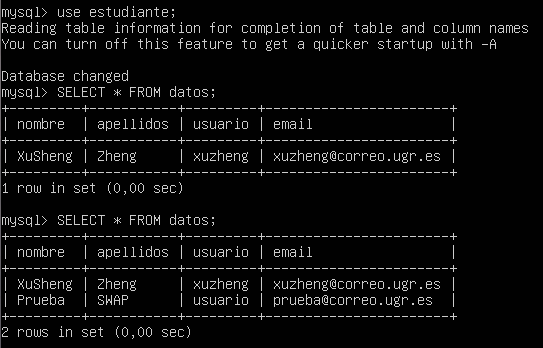 mysql> use estudiante;
Reading table information for completion of table and column names
You can turn off this feature to get a quicker startup with -A

Database changed
mysql> SELECT * FROM datos;
+---------+-----------+---------+-----------------------+
| nombre  | apellidos | usuario | email                 |
+---------+-----------+---------+-----------------------+
| XuSheng | Zheng     | xuzheng | xuzheng@correo.ugr.es |
+---------+-----------+---------+-----------------------+
1 row in set (0,00 sec)

mysql> SELECT * FROM datos;
+---------+-----------+---------+-----------------------+
| nombre  | apellidos | usuario | email                 |
+---------+-----------+---------+-----------------------+
| XuSheng | Zheng     | xuzheng | xuzheng@correo.ugr.es |
| Prueba  | SWAP      | usuario | prueba@correo.ugr.es  |
+---------+-----------+---------+-----------------------+
2 rows in set (0,00 sec)